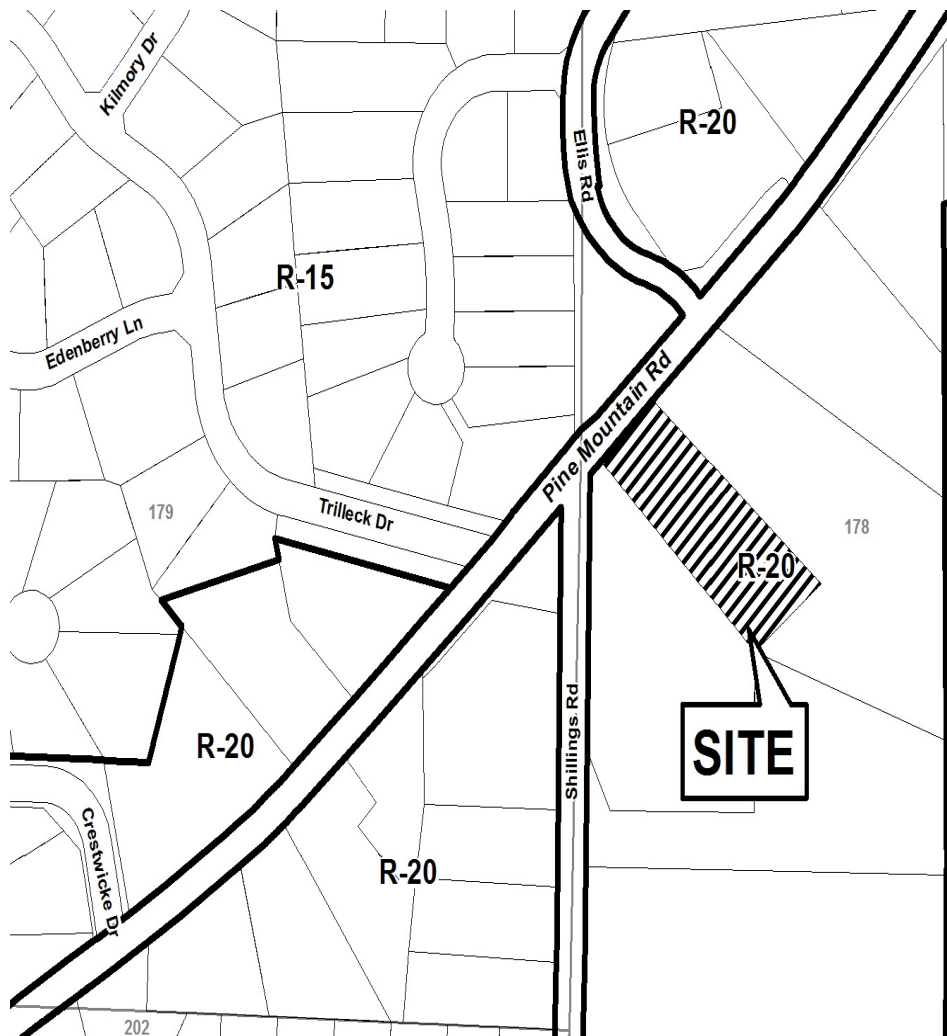 Kilmory Dr
R-20
Ellis Rd
R-15
Edenberry Ln
Pine Mountain Rd
179
Trilleck Dr
178
R-20
R-20
Shillings Rd
SITE
Crestwicke Dr
R-20
202